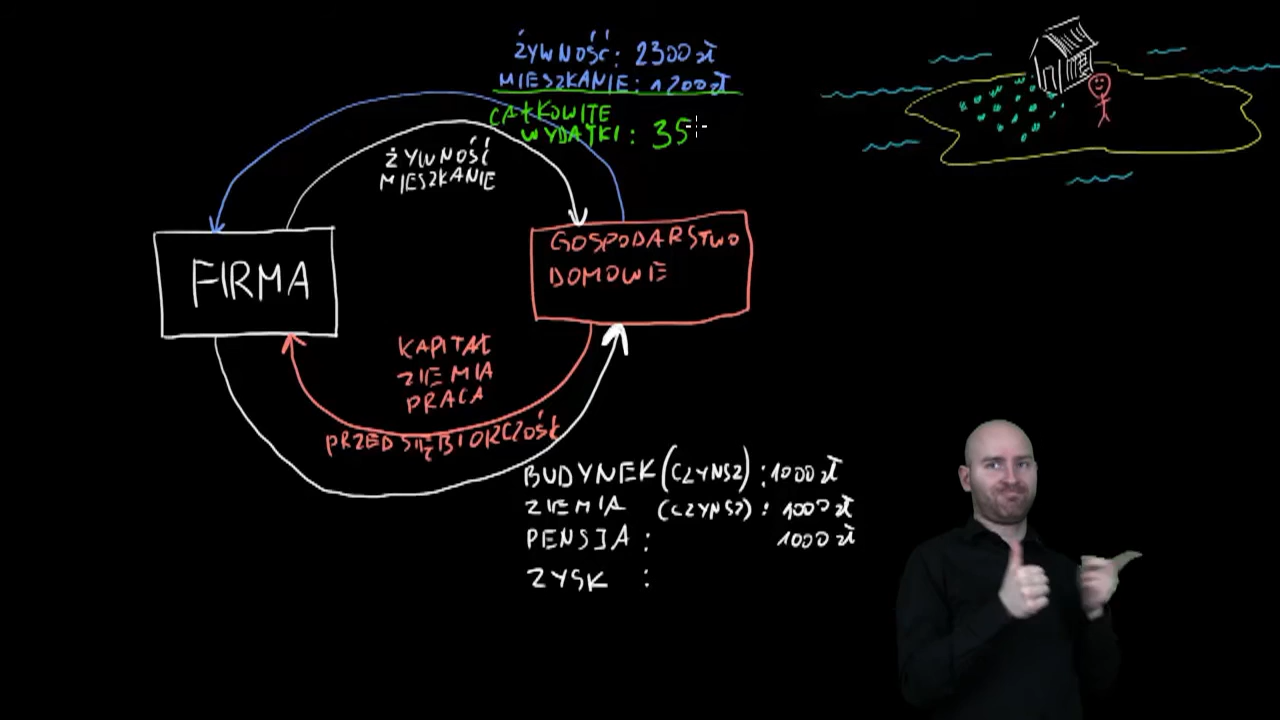 ŻYWNOŚĆ: 2300 zł
MIESZKANIE: 1200 zł
CAŁKOWITE
WYDATKI: 35
ŻYWNOŚĆ
MIESZKANIE
FIRMA
GOSPODARSTWO
DOMOWE
KAPITAŁ
ZIEMIA
PRACA
PRZEDSIĘBIORCZOŚĆ
BUDYNEK (CZYNSZ): 1000 zł
ZIEMIA (CZYNSZ): 1000 zł
PENSJA: 1000 zł
ZYSK :